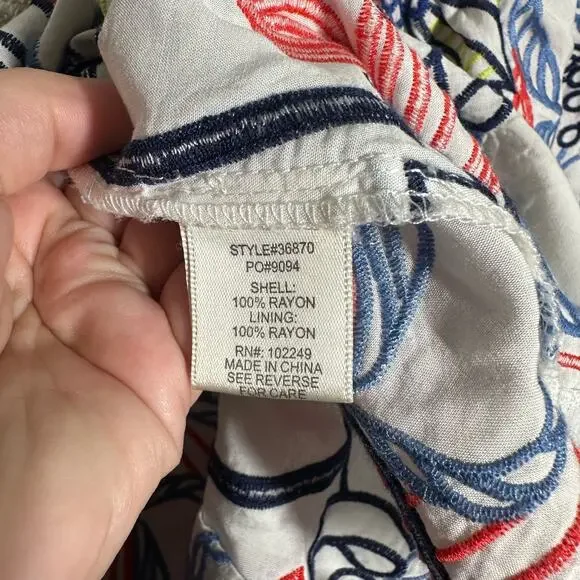 STYLE#36870
PO#9094
SHELL:
100% RAYON
LINING:
100% RAYON
RN#: 102249
MADE IN CHINA
SEE REVERSE
FOR CARE